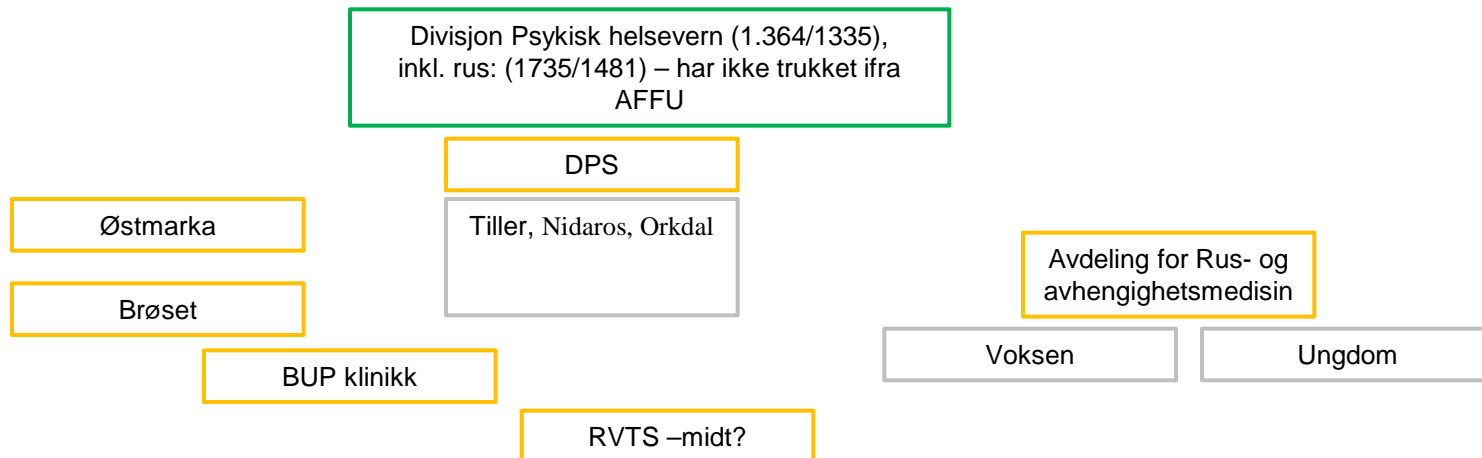 Divisjon Psykisk helsevern (1.364/1335),
inkl. rus: (1735/1481) – har ikke trukket ifra
AFFU
DPS
Østmarka
Tiller, Nidaros, Orkdal
Avdeling for Rus- og
avhengighetsmedisin
Brøset
Voksen
Ungdom
BUP klinikk
RVTS –midt?